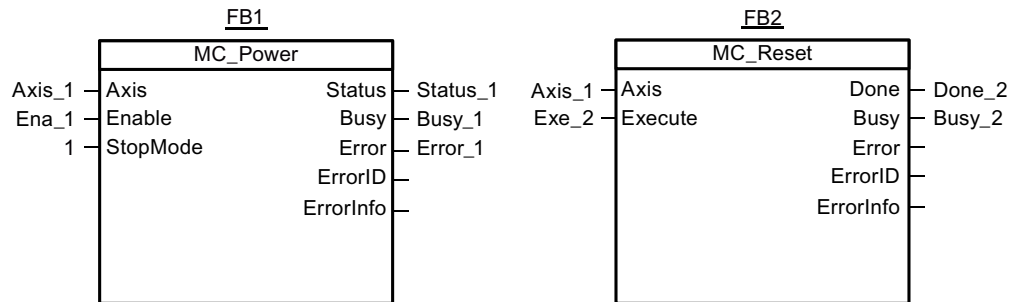 FB1
MC_Power
Axis_1 Axis Status Status_1
Ena_1 Enable Busy Busy_1
1 StopMode Error Error_1
ErrorID
ErrorInfo
FB2
MC_Reset
Axis_1 Axis Done Done_2
Exe_2 Execute Busy Busy_2
Error
ErrorID
ErrorInfo